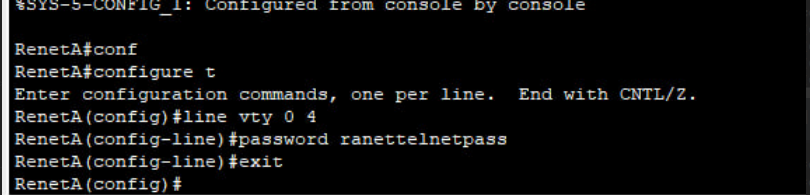 %SYS-5-CONFIG_I: Configured from console by console
RenetA#conf
RenetA#configure t
Enter configuration commands, one per line.  End with CNTL/Z.
RenetA(config)#line vty 0 4
RenetA(config-line)#password ranettelnetpass
RenetA(config-line)#exit
RenetA(config)#